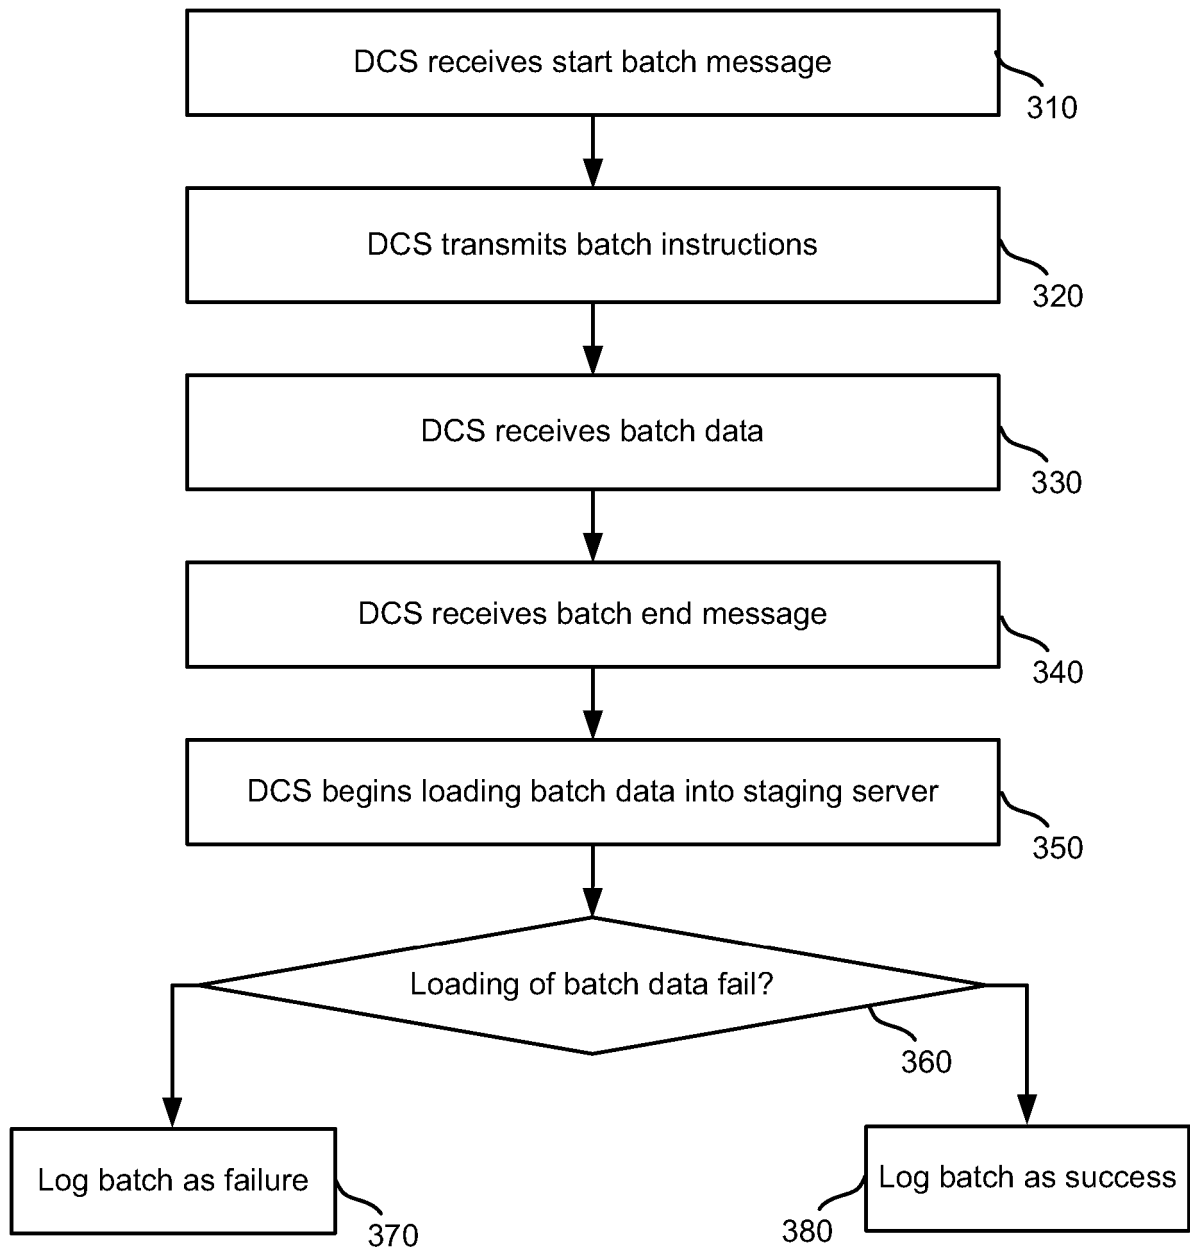 DCS receives start batch message
310
DCS transmits batch instructions
320
DCS receives batch data
330
DCS receives batch end message
340
DCS begins loading batch data into staging server
350
Loading of batch data fail?
360
Log batch as failure
370
Log batch as success
380